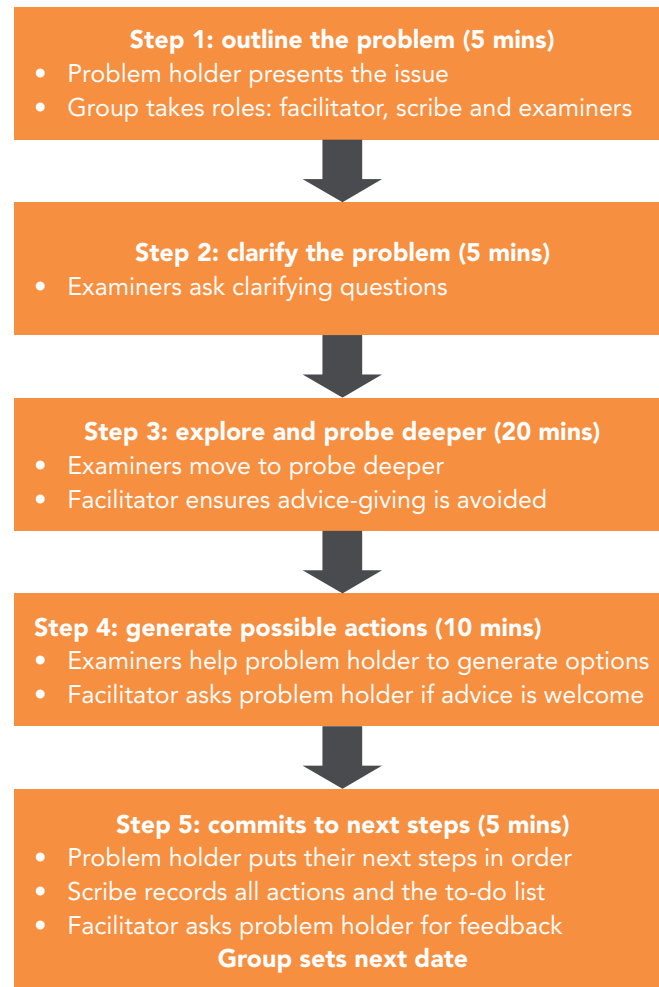 Step 1: outline the problem (5 mins)
• Problem holder presents the issue
• Group takes roles: facilitator, scribe and examiners
Step 2: clarify the problem (5 mins)
• Examiners ask clarifying questions
Step 3: explore and probe deeper (20 mins)
• Examiners move to probe deeper
• Facilitator ensures advice-giving is avoided
Step 4: generate possible actions (10 mins)
• Examiners help problem holder to generate options
• Facilitator asks problem holder if advice is welcome
Step 5: commits to next steps (5 mins)
• Problem holder puts their next steps in order
• Scribe records all actions and the to-do list
• Facilitator asks problem holder for feedback
Group sets next date